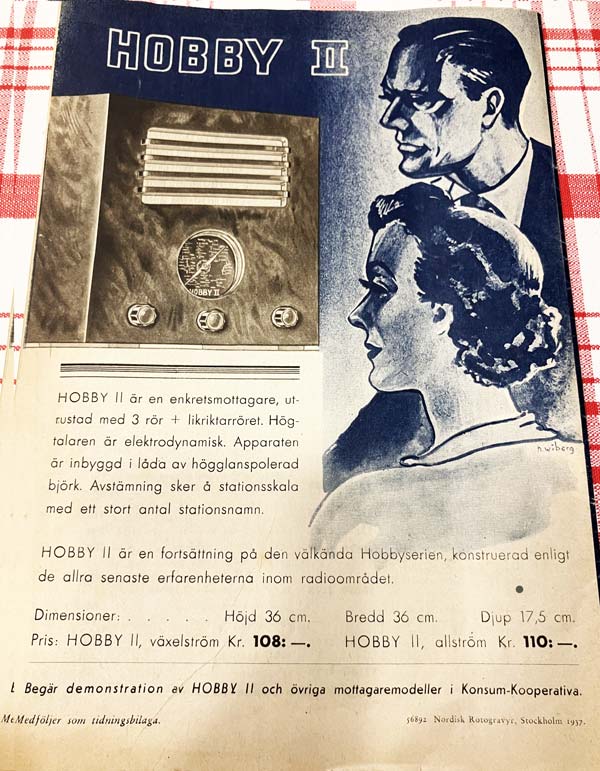 HOBBY II
HOBBY II
HOBBY II är en enkretsmottagare, ut-
rustad med 3 rör + likriktarröret. Hög-
talaren är elektrodynamisk. Apparaten
är inbyggd i låda av högglanspolerad
björk. Avstämning sker å stationsskala
med ett stort antal stationsnamn.
n.wiberg
HOBBY II är en fortsättning på den välkända Hobbyserien, konstruerad enligt
de allra senaste erfarenheterna inom radioområdet.
Dimensioner: . . . . . Höjd 36 cm. Bredd 36 cm. Djup 17,5 cm.
Pris: HOBBY II, växelström Kr. 108:—. HOBBY II, allström Kr. 110:—.
Begär demonstration av HOBBY II och övriga mottagaremodeller i Konsum-Kooperativa.
Medföljer som tidningsbilaga.
56892 Nordisk Rotogravyr, Stockholm 1937.